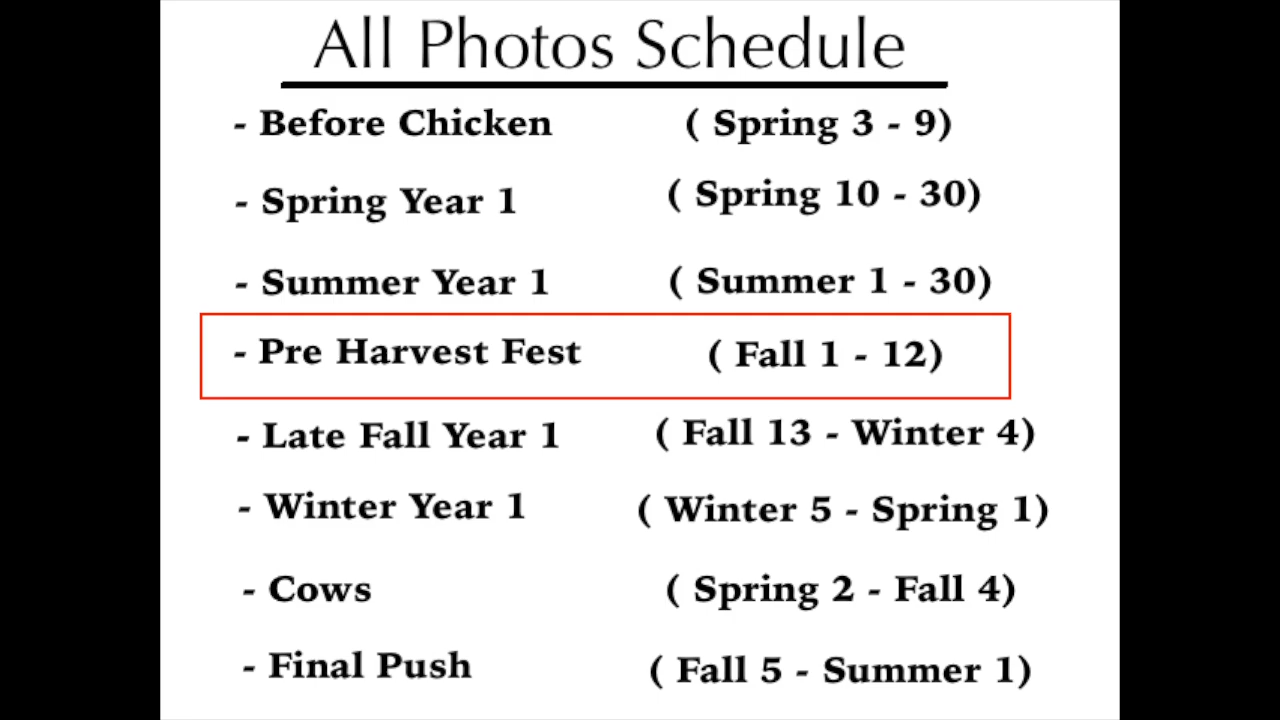 All Photos Schedule
- Before Chicken ( Spring 3 - 9)
- Spring Year 1 ( Spring 10 - 30)
- Summer Year 1 ( Summer 1 - 30)
- Pre Harvest Fest ( Fall 1 - 12)
- Late Fall Year 1 ( Fall 13 - Winter 4)
- Winter Year 1 ( Winter 5 - Spring 1)
- Cows ( Spring 2 - Fall 4)
- Final Push ( Fall 5 - Summer 1)